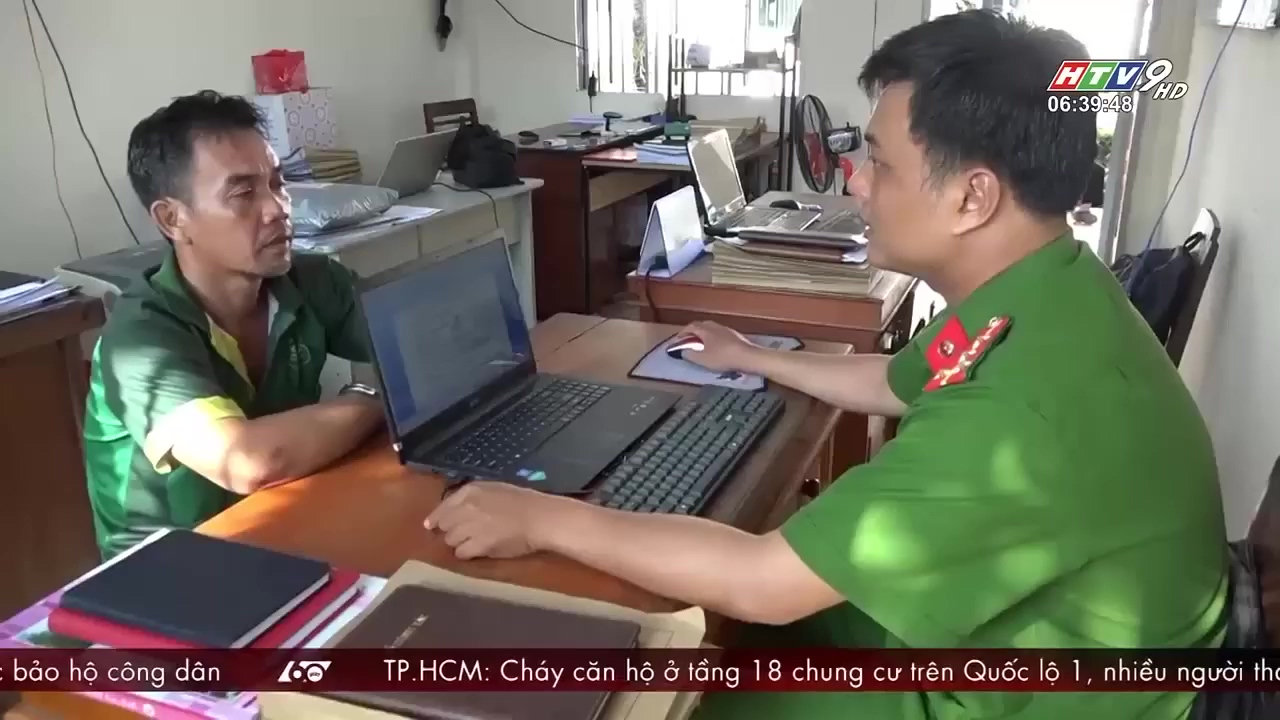 HTV9 HD
06:39:48
bảo hộ công dân 60 TP.HCM: Cháy căn hộ ở tầng 18 chung cư trên Quốc lộ 1, nhiều người